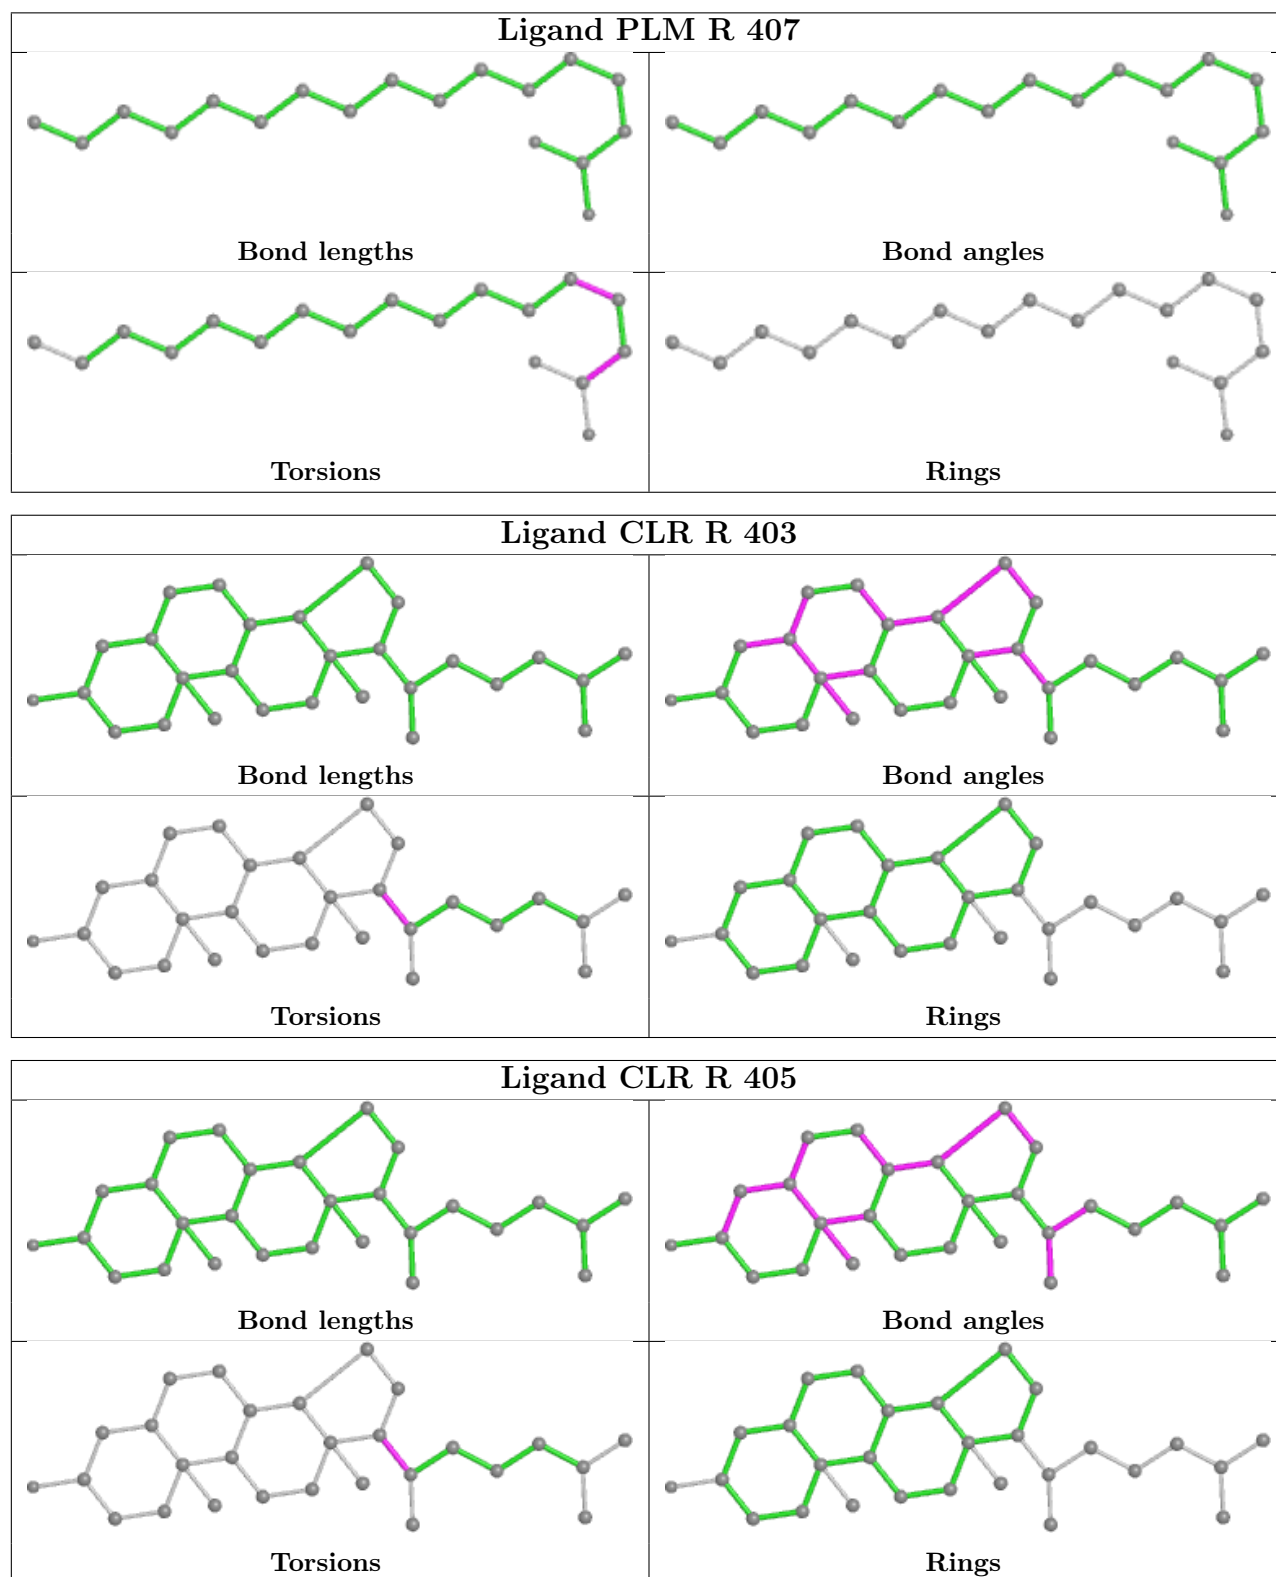 Ligand PLM R 407
Bond lengths
Bond angles
Torsions
Rings
Ligand CLR R 403
Bond lengths
Bond angles
Torsions
Rings
Ligand CLR R 405
Bond lengths
Bond angles
Torsions
Rings